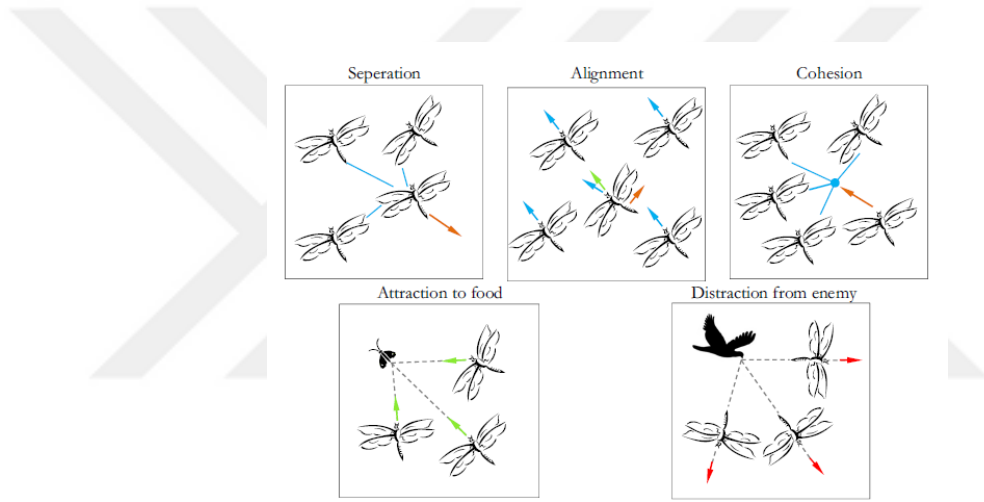 Seperation
Alignment
Cohesion
Attraction to food
Distraction from enemy